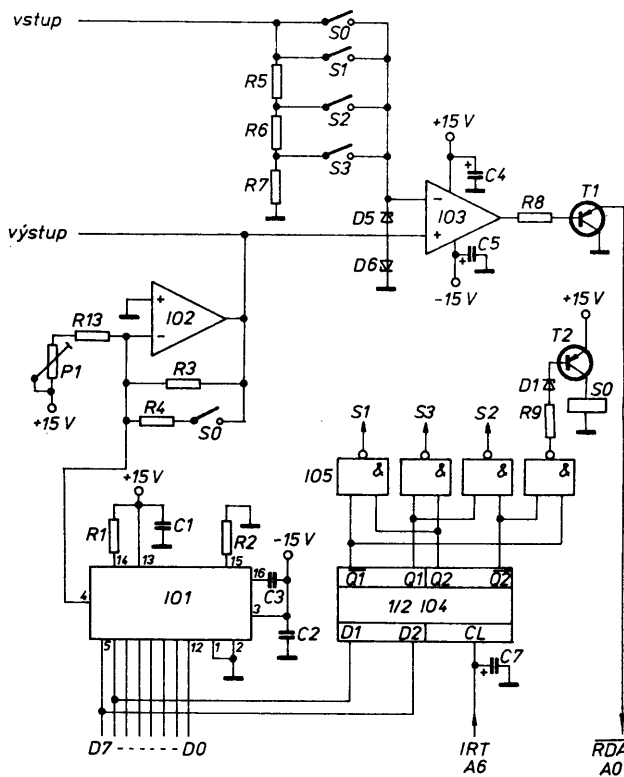 vstup
S0
S1
R5
S2
R6
S3
R7
+15 V
C4
D5
IO3
R8
T1
výstup
D6
C5
-15 V
IO2
R13
P1
+15 V
R3
R4
S0
+15 V
T2
D1
S0
R9
S1 S3 S2
IO5 & & & &
+15 V
R1
C1
R2
-15 V
14 13 15
16
C3
4
IO1
3
C2
5
12 1 2
Q1 Q1 Q2 Q2
1/2 IO4
D1 D2 CL
C7
D7 - - - - - - D0
IRT
A6
RDA
A0